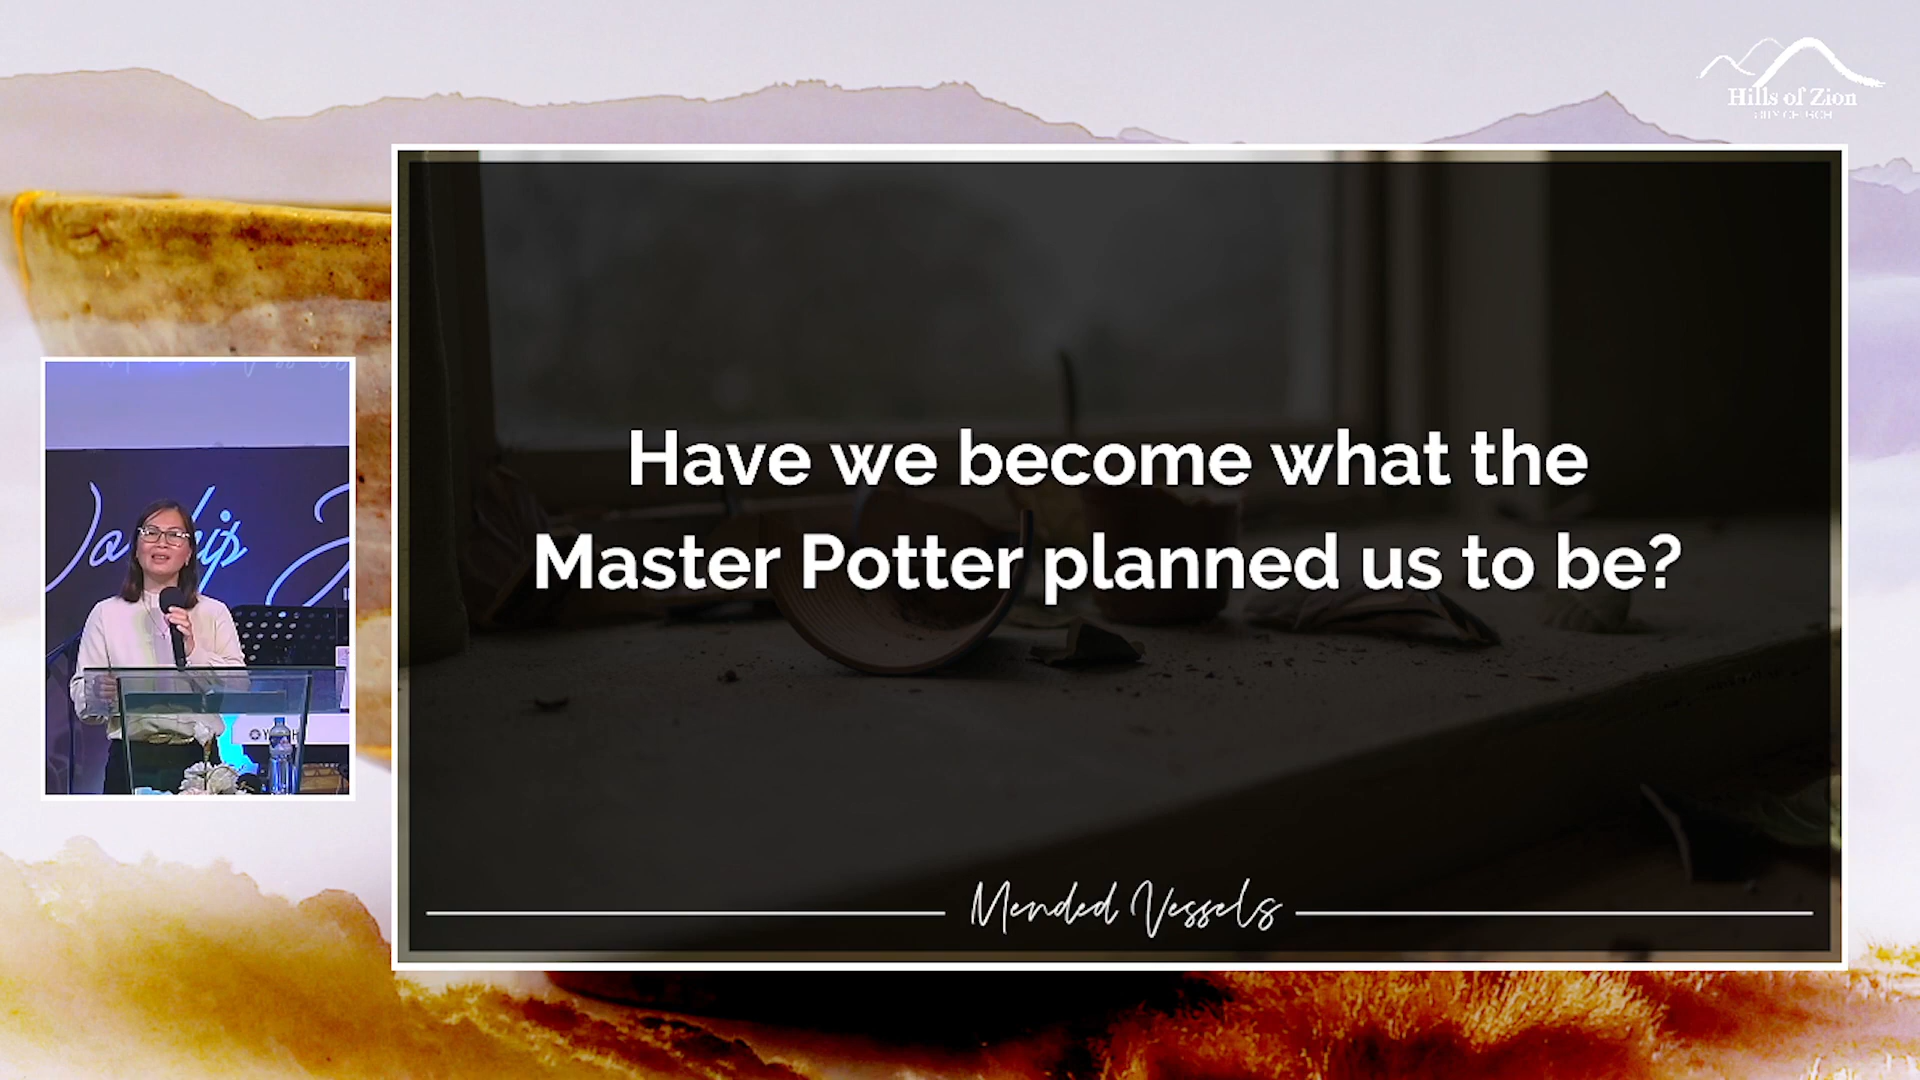 Hills of Zion
Have we become what the
Master Potter planned us to be?
Mended Vessels